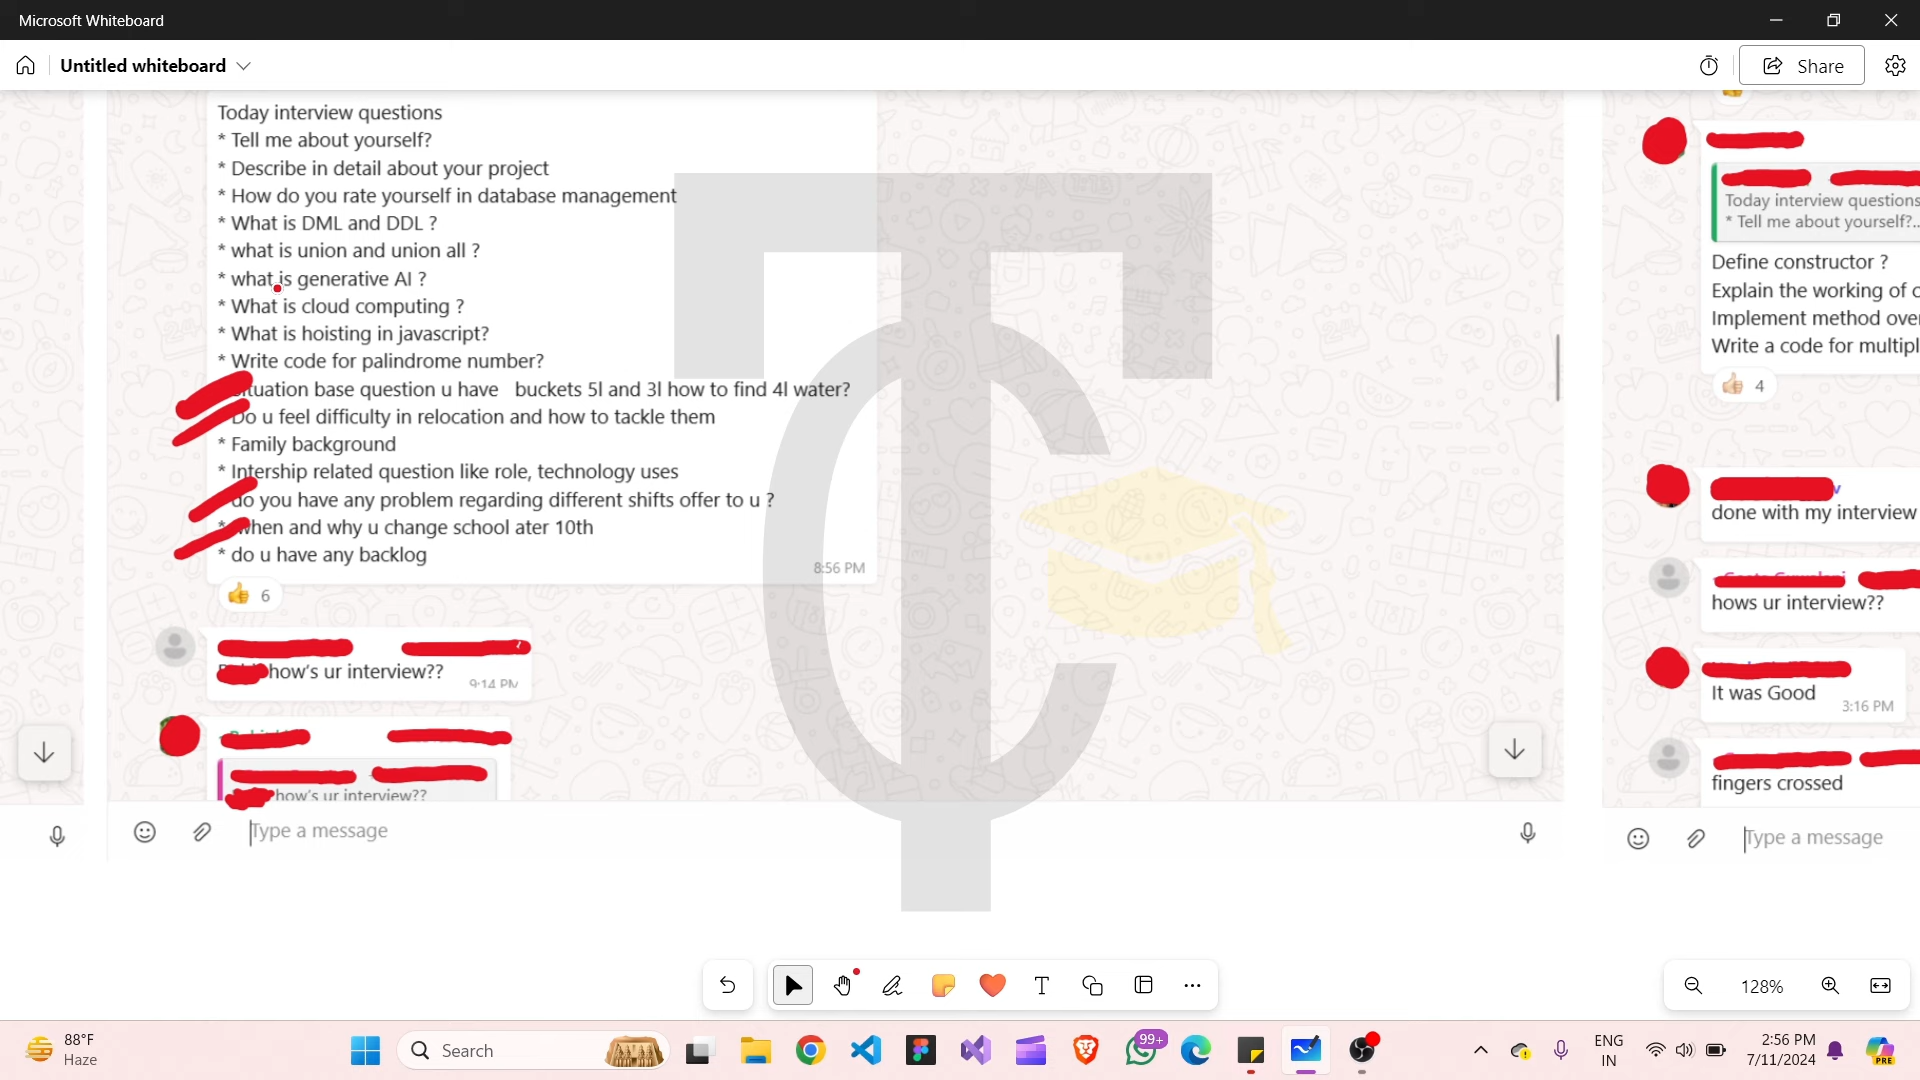 Microsoft Whiteboard
Untitled whiteboard
Share
Today interview questions
* Tell me about yourself?
* Describe in detail about your project
* How do you rate yourself in database management
* What is DML and DDL ?
* what is union and union all ?
* what is generative AI ?
* What is cloud computing ?
* What is hoisting in javascript?
* Write code for palindrome number?
ituation base question u have buckets 5l and 3l how to find 4l water?
Do u feel difficulty in relocation and how to tackle them
* Family background
* Intership related question like role, technology uses
do you have any problem regarding different shifts offer to u ?
* when and why u change school ater 10th
* do u have any backlog
8:56 PM
6
how's ur interview??
9:14 PM
how's ur interview??
Type a message
Today interview questions
* Tell me about yourself?..
Define constructor ?
Explain the working of
Implement method
Write a code for
4
done with my interview
hows ur interview??
It was Good
3:16 PM
fingers crossed
Type a message
128%
88°F
Haze
Search
99+
ENG
IN
2:56 PM
7/11/2024
PRE